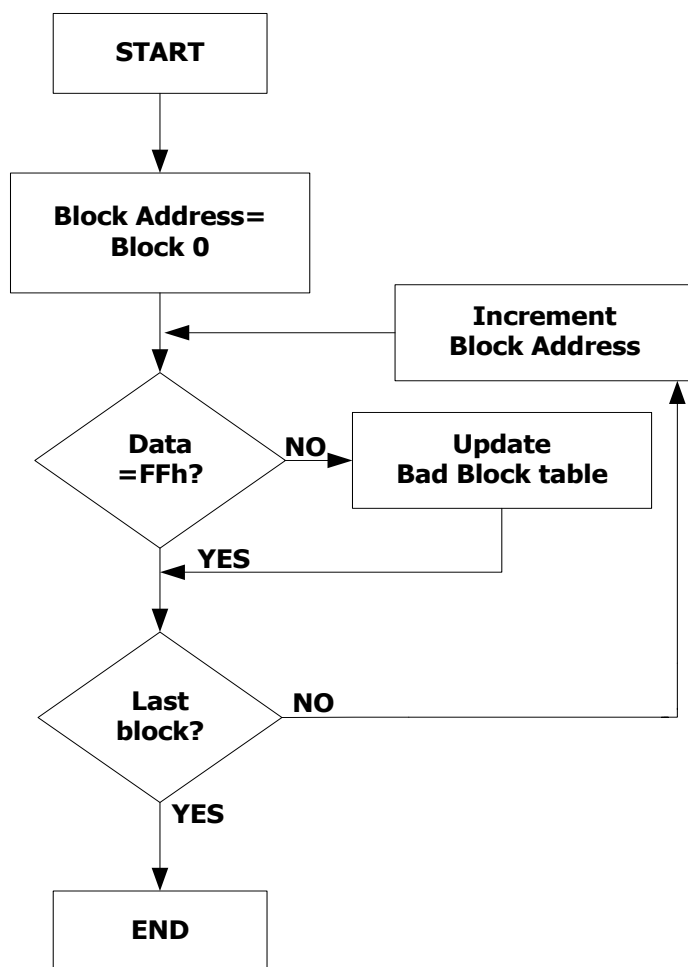 START
Block Address=
Block 0
Increment
Block Address
Data
=FFh?
NO
Update
Bad Block table
YES
Last
block?
NO
YES
END